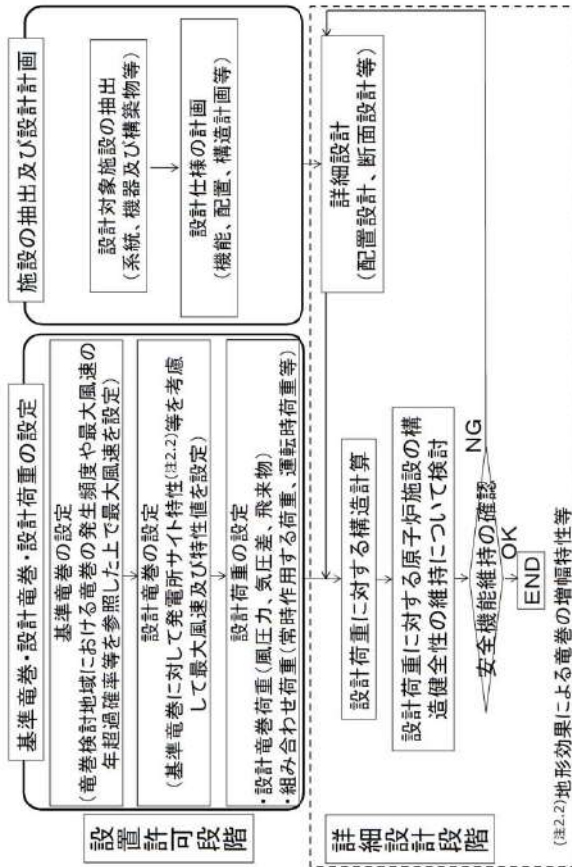 設置許可段階
基準竜巻・設計竜巻・設計荷重の設定
基準竜巻の設定
(竜巻検討地域における竜巻の発生頻度や最大風速の
年超過確率等を参照した上で最大風速を設定)
設計竜巻の設定
(基準竜巻に対して発電所サイト特性(注2.2)等を考慮
して最大風速及び特性値を設定)
設計荷重の設定
・設計竜巻荷重(風圧力、気圧差、飛来物)
・組み合わせ荷重(常時作用する荷重、運転時荷重等)
施設の抽出及び設計計画
設計対象施設の抽出
(系統、機器及び構築物等)
設計仕様の計画
(機能、配置、構造計画等)
詳細設計段階
詳細設計
(配置設計、断面設計等)
設計荷重に対する構造計算
設計荷重に対する原子炉施設の構
造健全性の維持について検討
安全機能維持の確認
NG
OK
END
(注2.2)地形効果による竜巻の増幅特性等